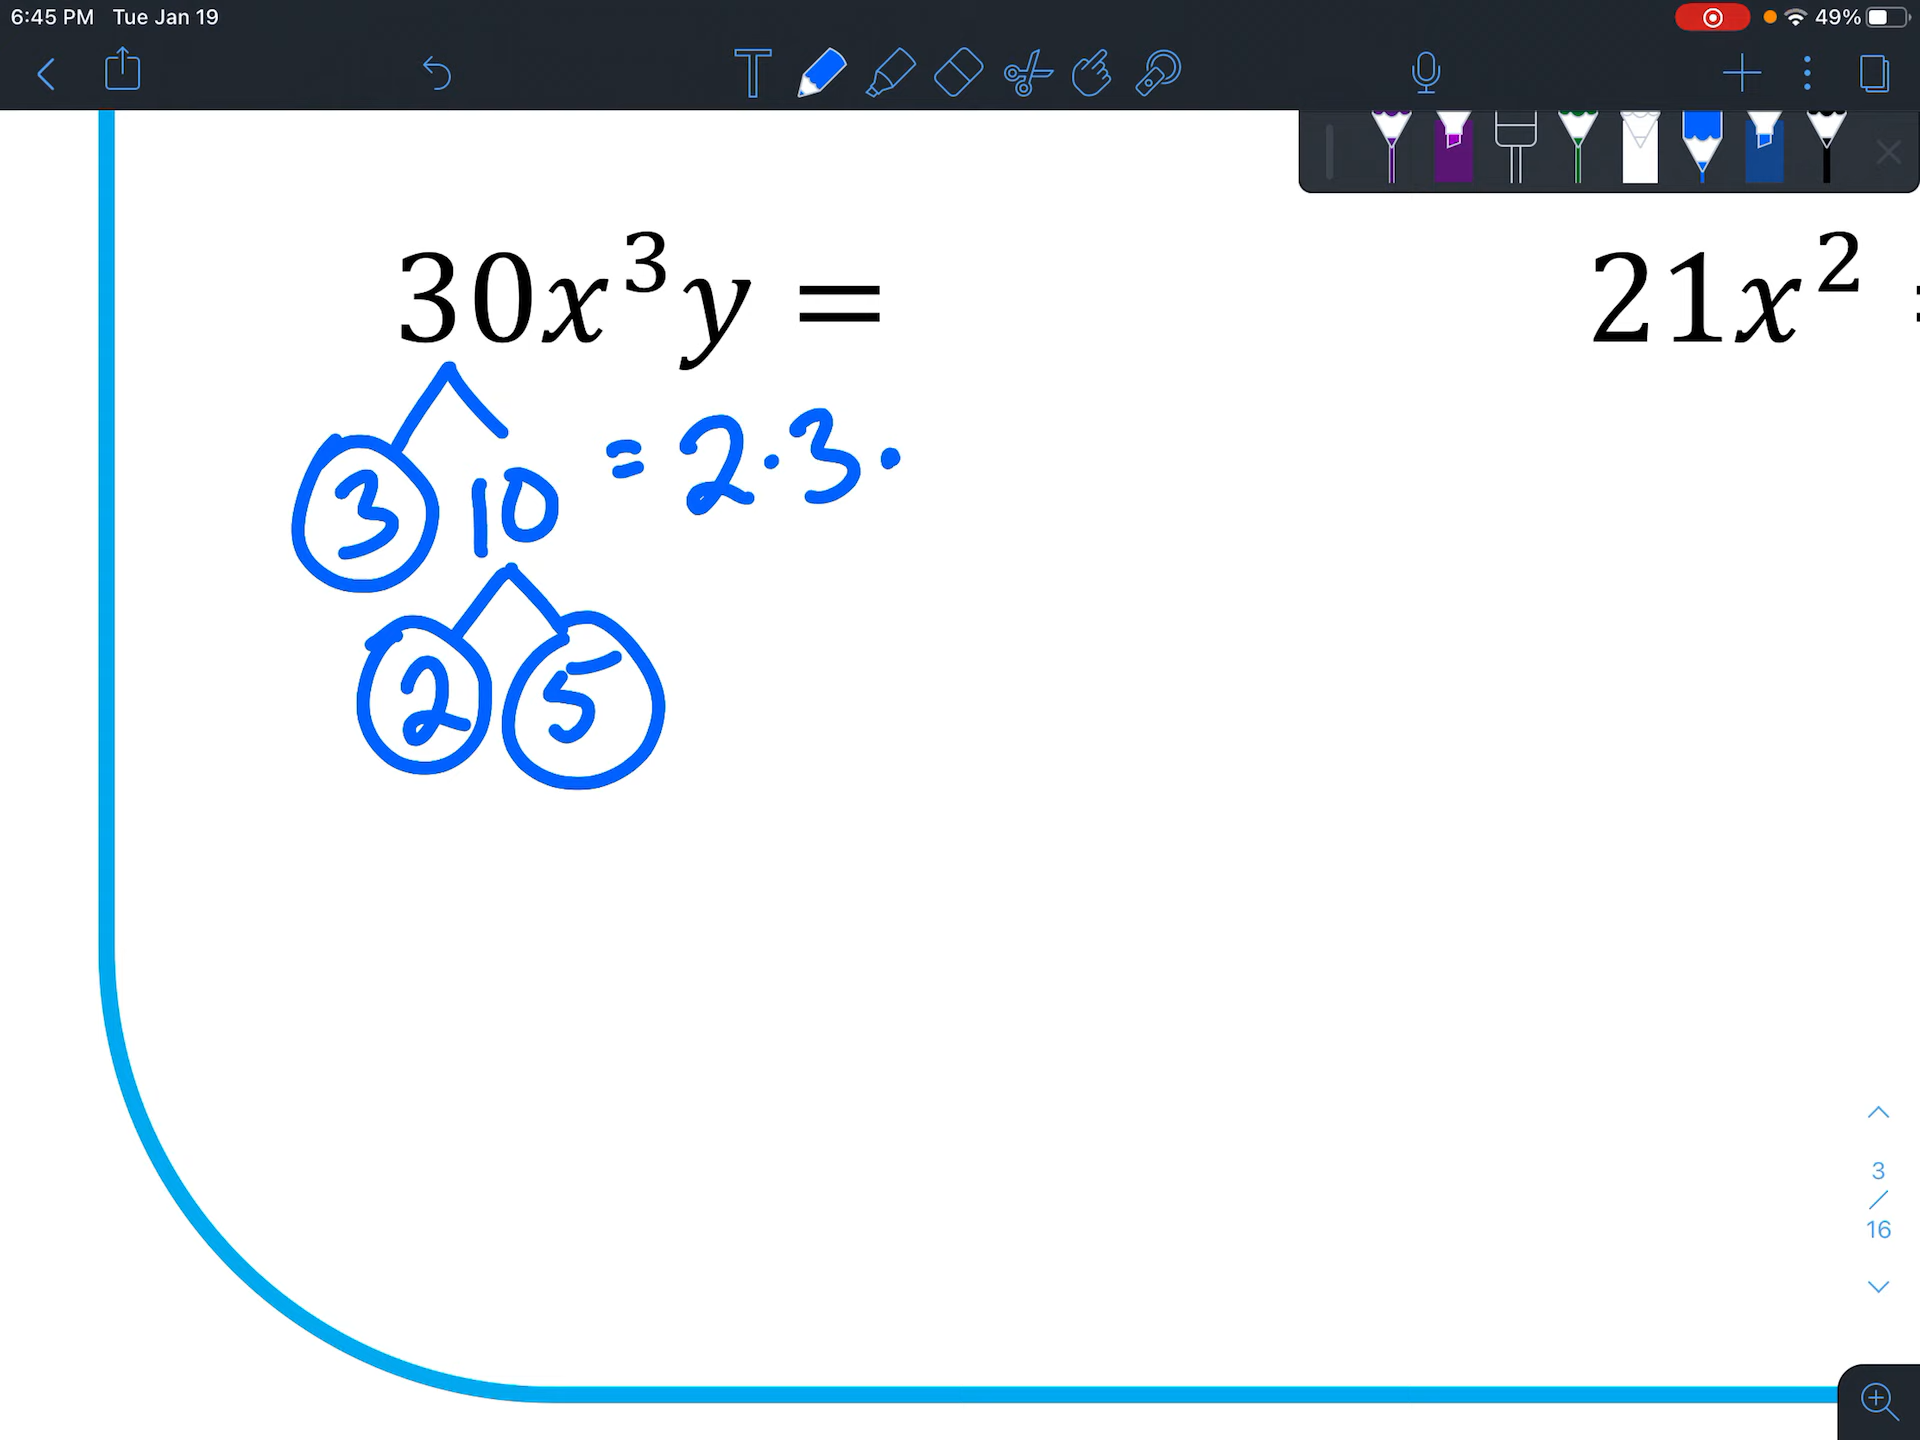 6:45 PM Tue Jan 19
49%
T
30x³y =
21x²
= 2·3·
3 10
2 5
3
/
16